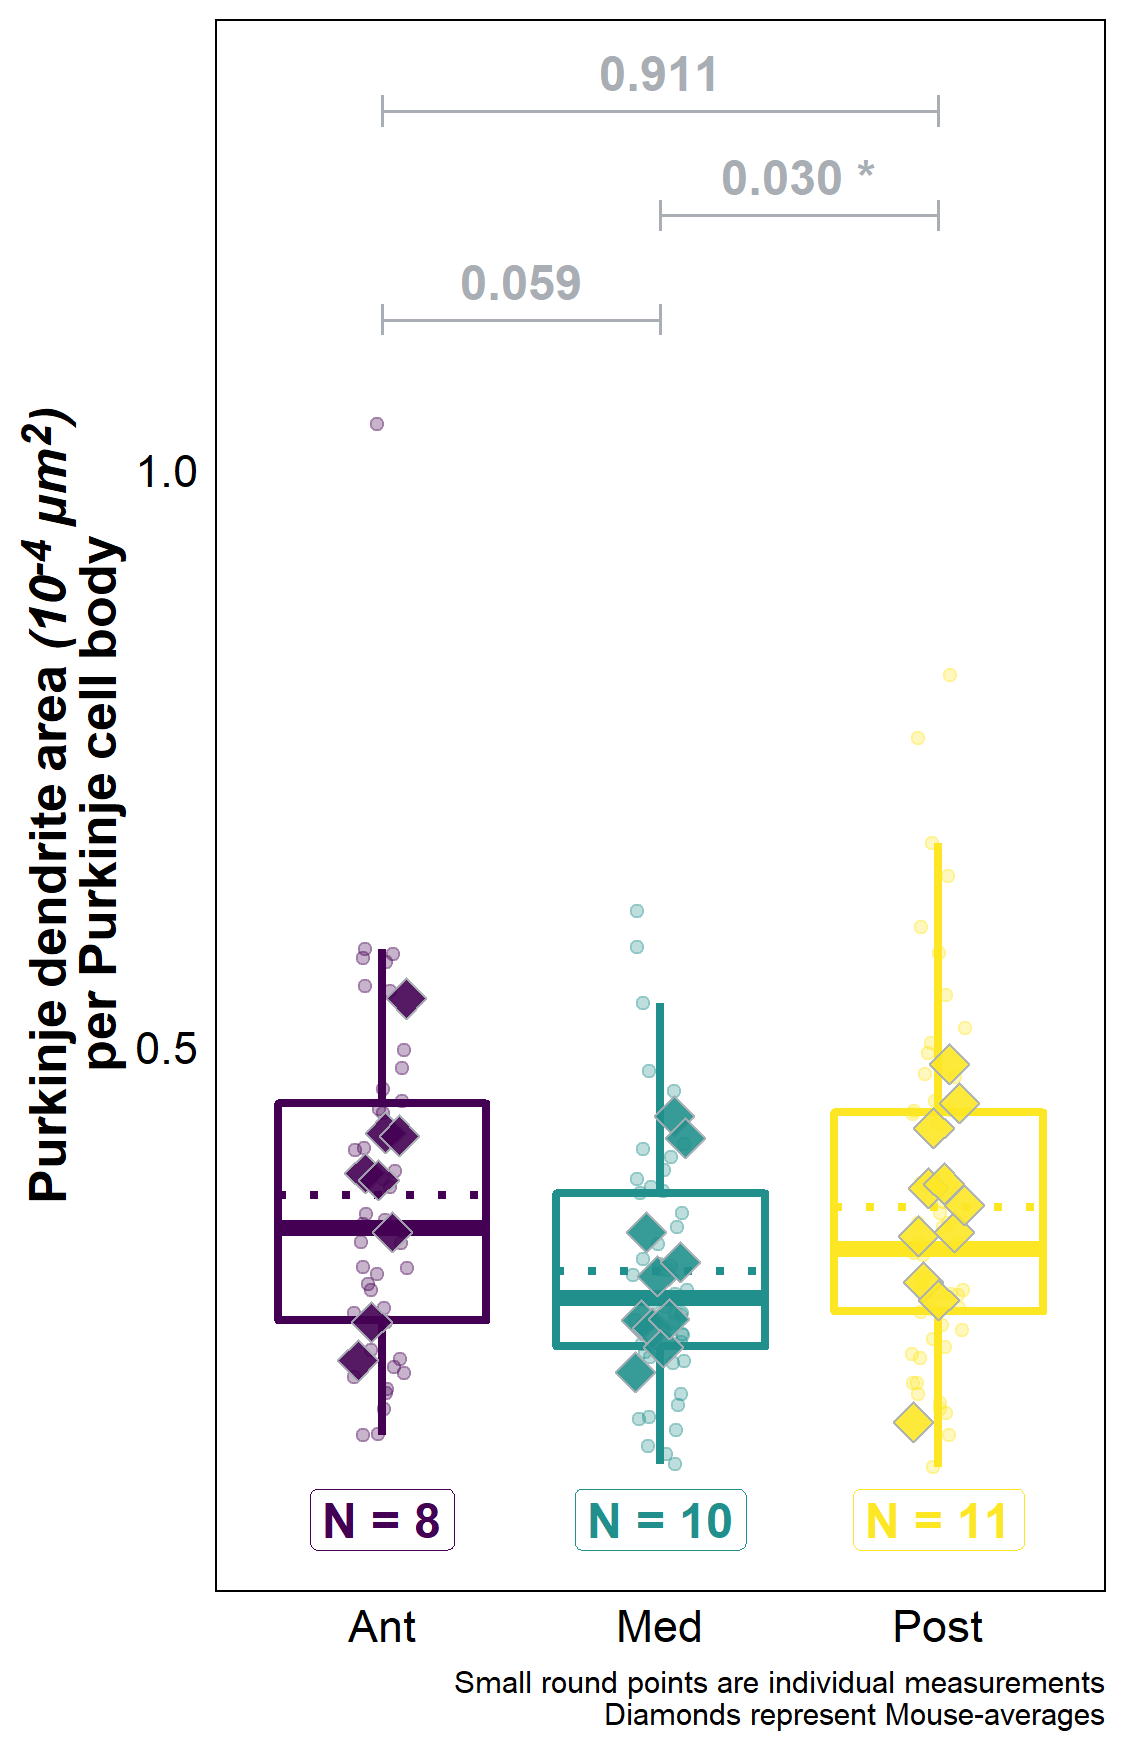 0.911
0.030 *
0.059
Purkinje dendrite area (10⁻⁴ µm²)
per Purkinje cell body
1.0
0.5
N = 8
N = 10
N = 11
Ant
Med
Post
Small round points are individual measurements
Diamonds represent Mouse-averages